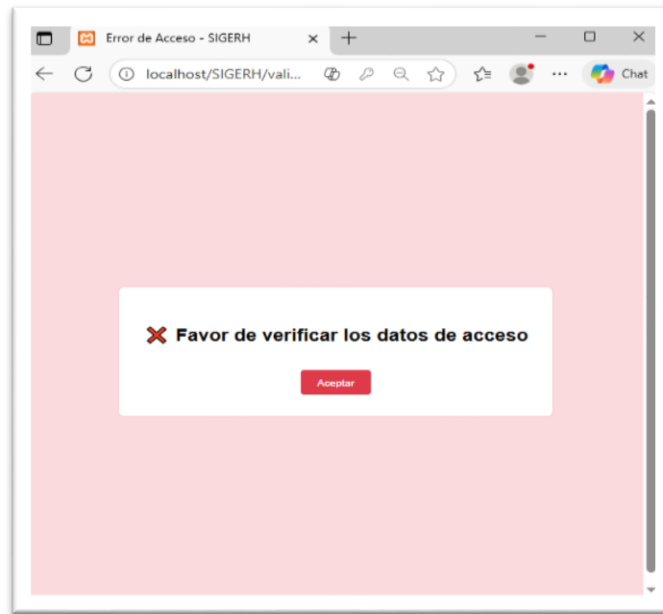 Error de Acceso - SIGERH
localhost/SIGERH/vali...
Chat
❌ Favor de verificar los datos de acceso
Aceptar